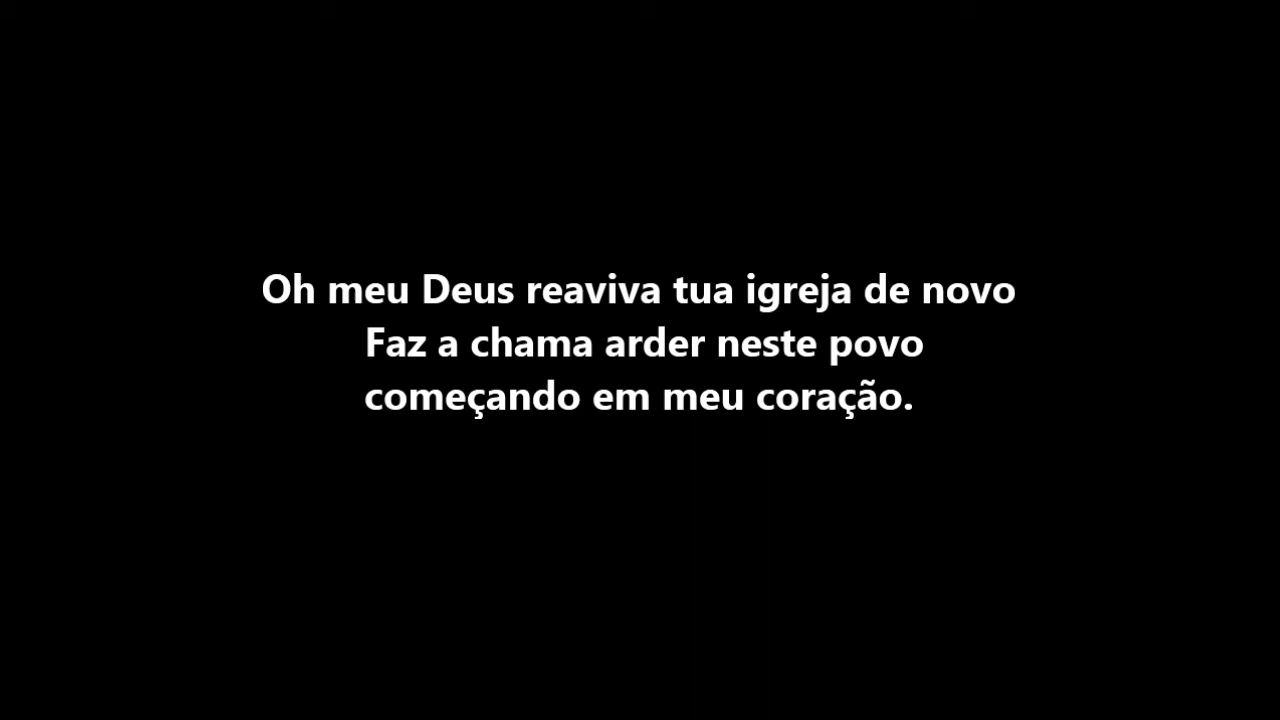 Oh meu Deus reaviva tua igreja de novo
Faz a chama arder neste povo
começando em meu coração.